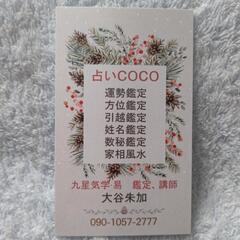 占いCOCO
運勢鑑定
方位鑑定
引越鑑定
姓名鑑定
数秘鑑定
家相風水
九星気学 易　鑑定、講師
大谷朱加
090-1057-2777